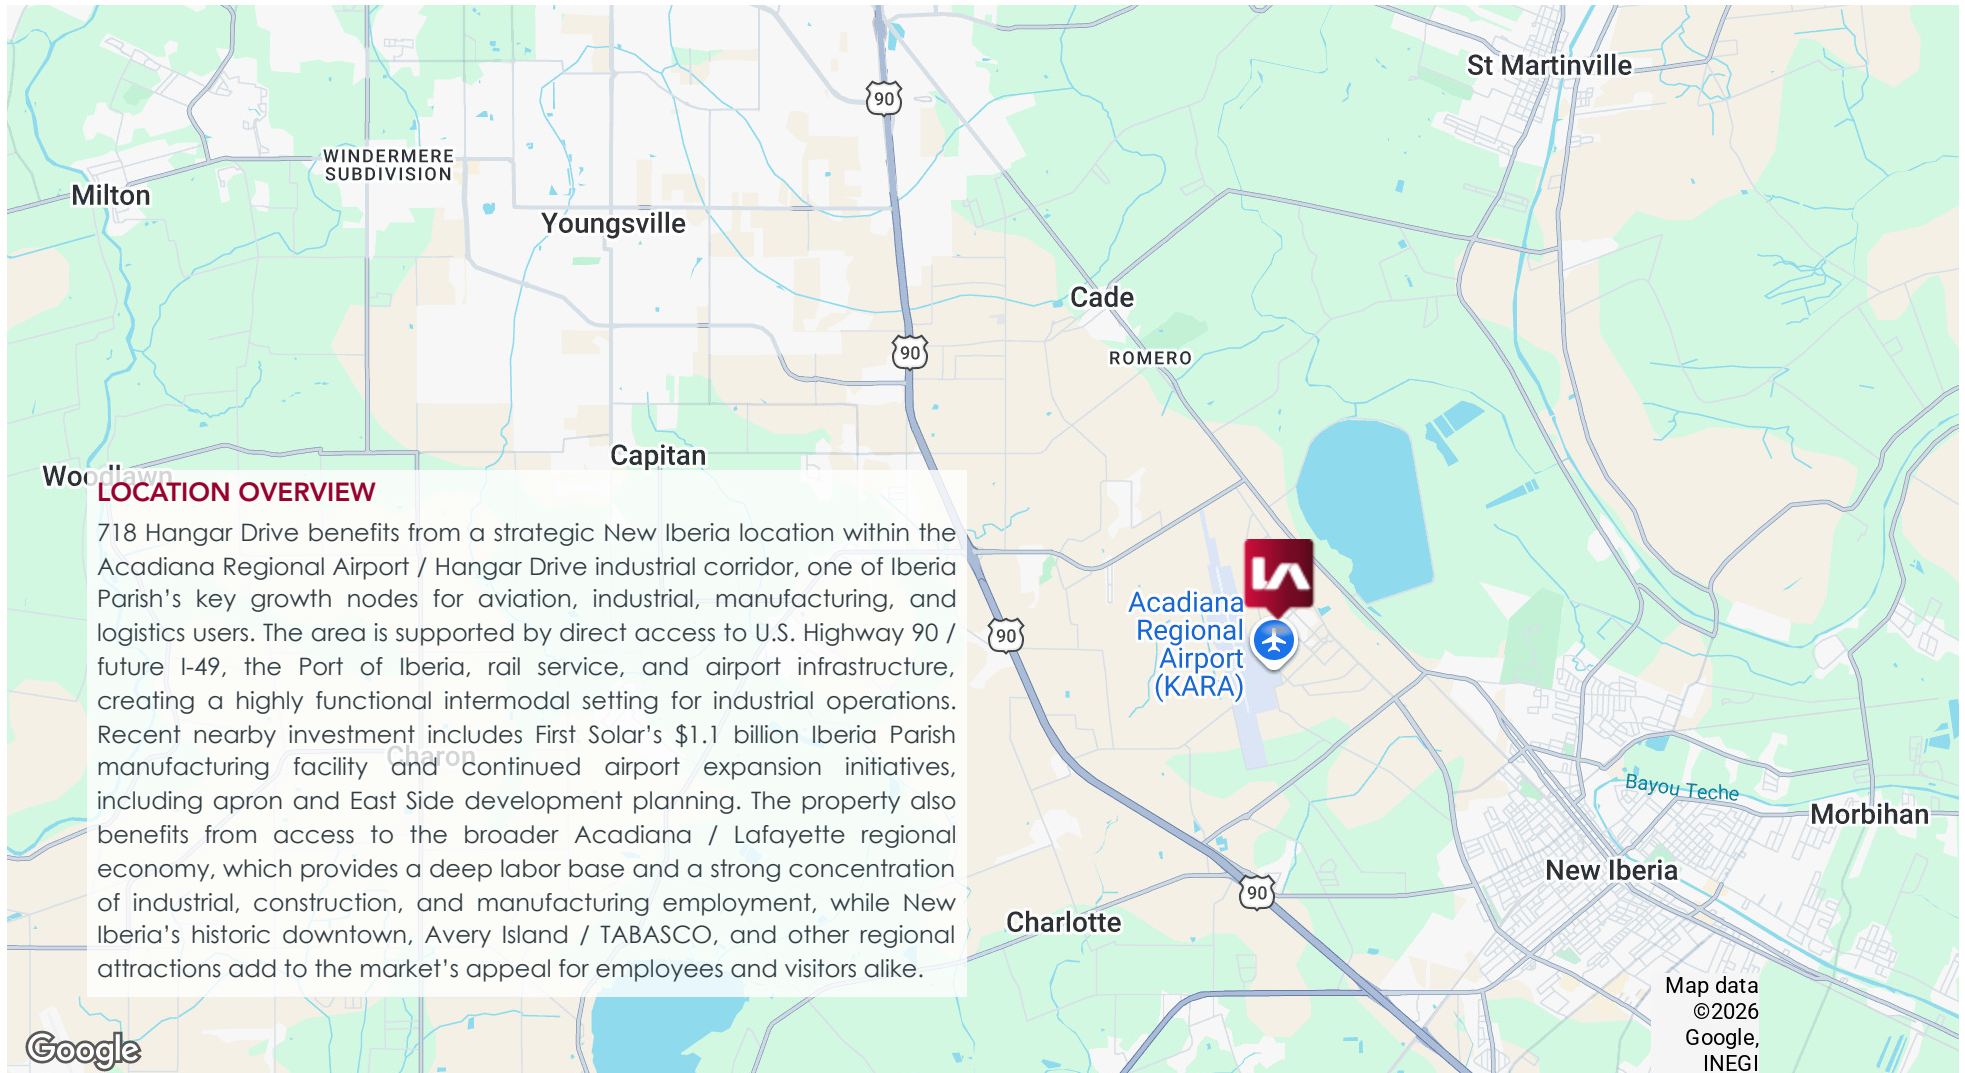 St Martinville
90
WINDERMERE
SUBDIVISION
Milton
Youngsville
Cade
90
ROMERO
Capitan
Woodlawn
LOCATION OVERVIEW
718 Hangar Drive benefits from a strategic New Iberia location within the
Acadiana Regional Airport / Hangar Drive industrial corridor, one of Iberia
Parish’s key growth nodes for aviation, industrial, manufacturing, and
logistics users. The area is supported by direct access to U.S. Highway 90 /
future I-49, the Port of Iberia, rail service, and airport infrastructure,
creating a highly functional intermodal setting for industrial operations.
Recent nearby investment includes First Solar’s $1.1 billion Iberia Parish
manufacturing facility and continued airport expansion initiatives,
including apron and East Side development planning. The property also
benefits from access to the broader Acadiana / Lafayette regional
economy, which provides a deep labor base and a strong concentration
of industrial, construction, and manufacturing employment, while New
Iberia’s historic downtown, Avery Island / TABASCO, and other regional
attractions add to the market’s appeal for employees and visitors alike.
Charon
LA
Acadiana
Regional
Airport
(KARA)
90
Bayou Teche
Morbihan
New Iberia
90
Charlotte
Map data
©2026
Google,
INEGI
Google